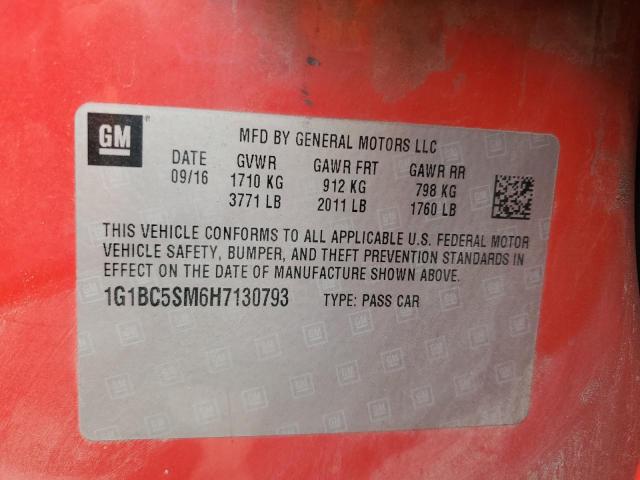 GM ®
MFD BY GENERAL MOTORS LLC
DATE GVWR GAWR FRT GAWR RR
09/16 1710 KG 912 KG 798 KG
3771 LB 2011 LB 1760 LB
THIS VEHICLE CONFORMS TO ALL APPLICABLE U.S. FEDERAL MOTOR
VEHICLE SAFETY, BUMPER, AND THEFT PREVENTION STANDARDS IN
EFFECT ON THE DATE OF MANUFACTURE SHOWN ABOVE.
1G1BC5SM6H7130793 TYPE: PASS CAR